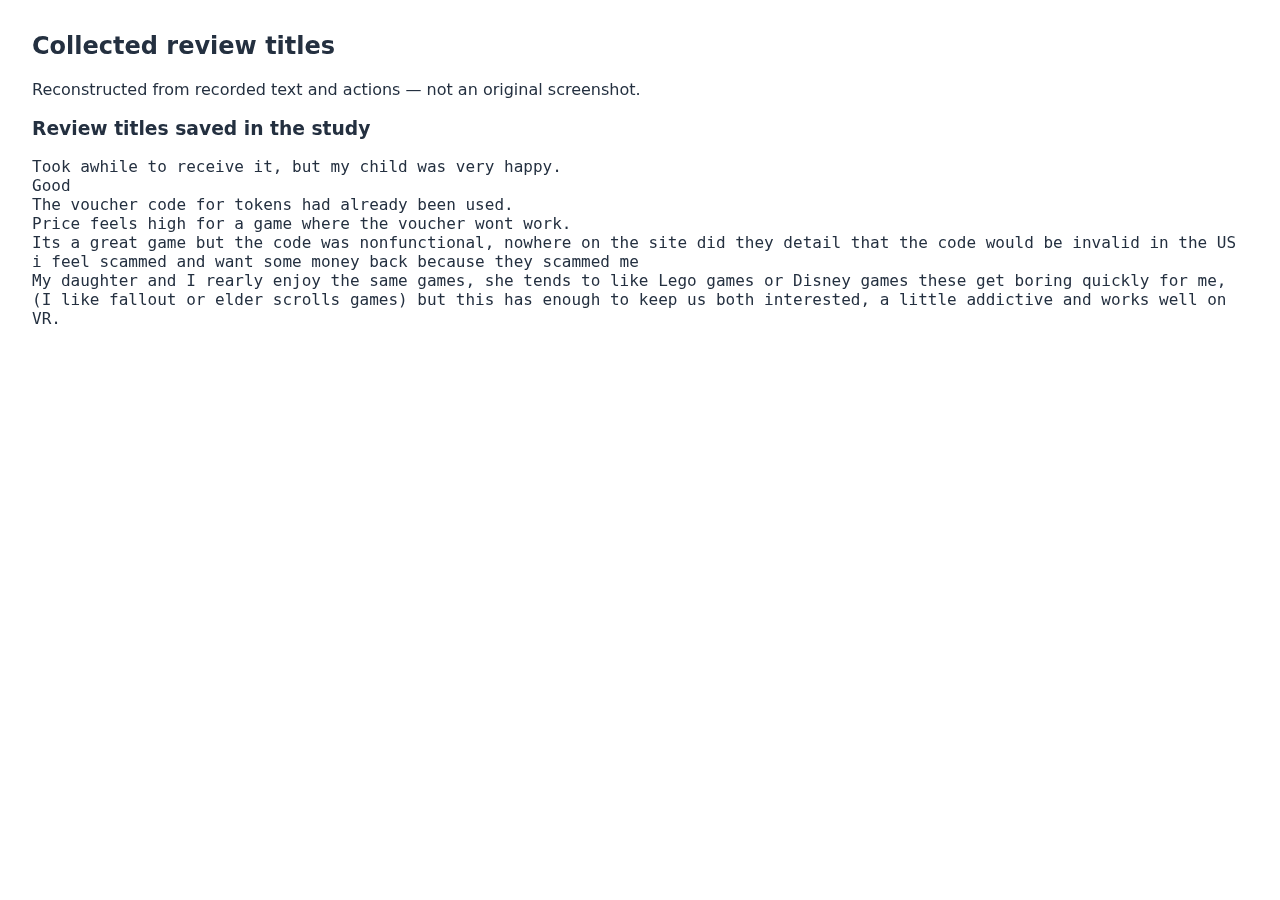 Collected review titles
Reconstructed from recorded text and actions — not an original screenshot.
Review titles saved in the study
Took awhile to receive it, but my child was very happy.
Good
The voucher code for tokens had already been used.
Price feels high for a game where the voucher wont work.
Its a great game but the code was nonfunctional, nowhere on the site did they detail that the code would be invalid in the US
i feel scammed and want some money back because they scammed me
My daughter and I rearly enjoy the same games, she tends to like Lego games or Disney games these get boring quickly for me,
(I like fallout or elder scrolls games) but this has enough to keep us both interested, a little addictive and works well on
VR.